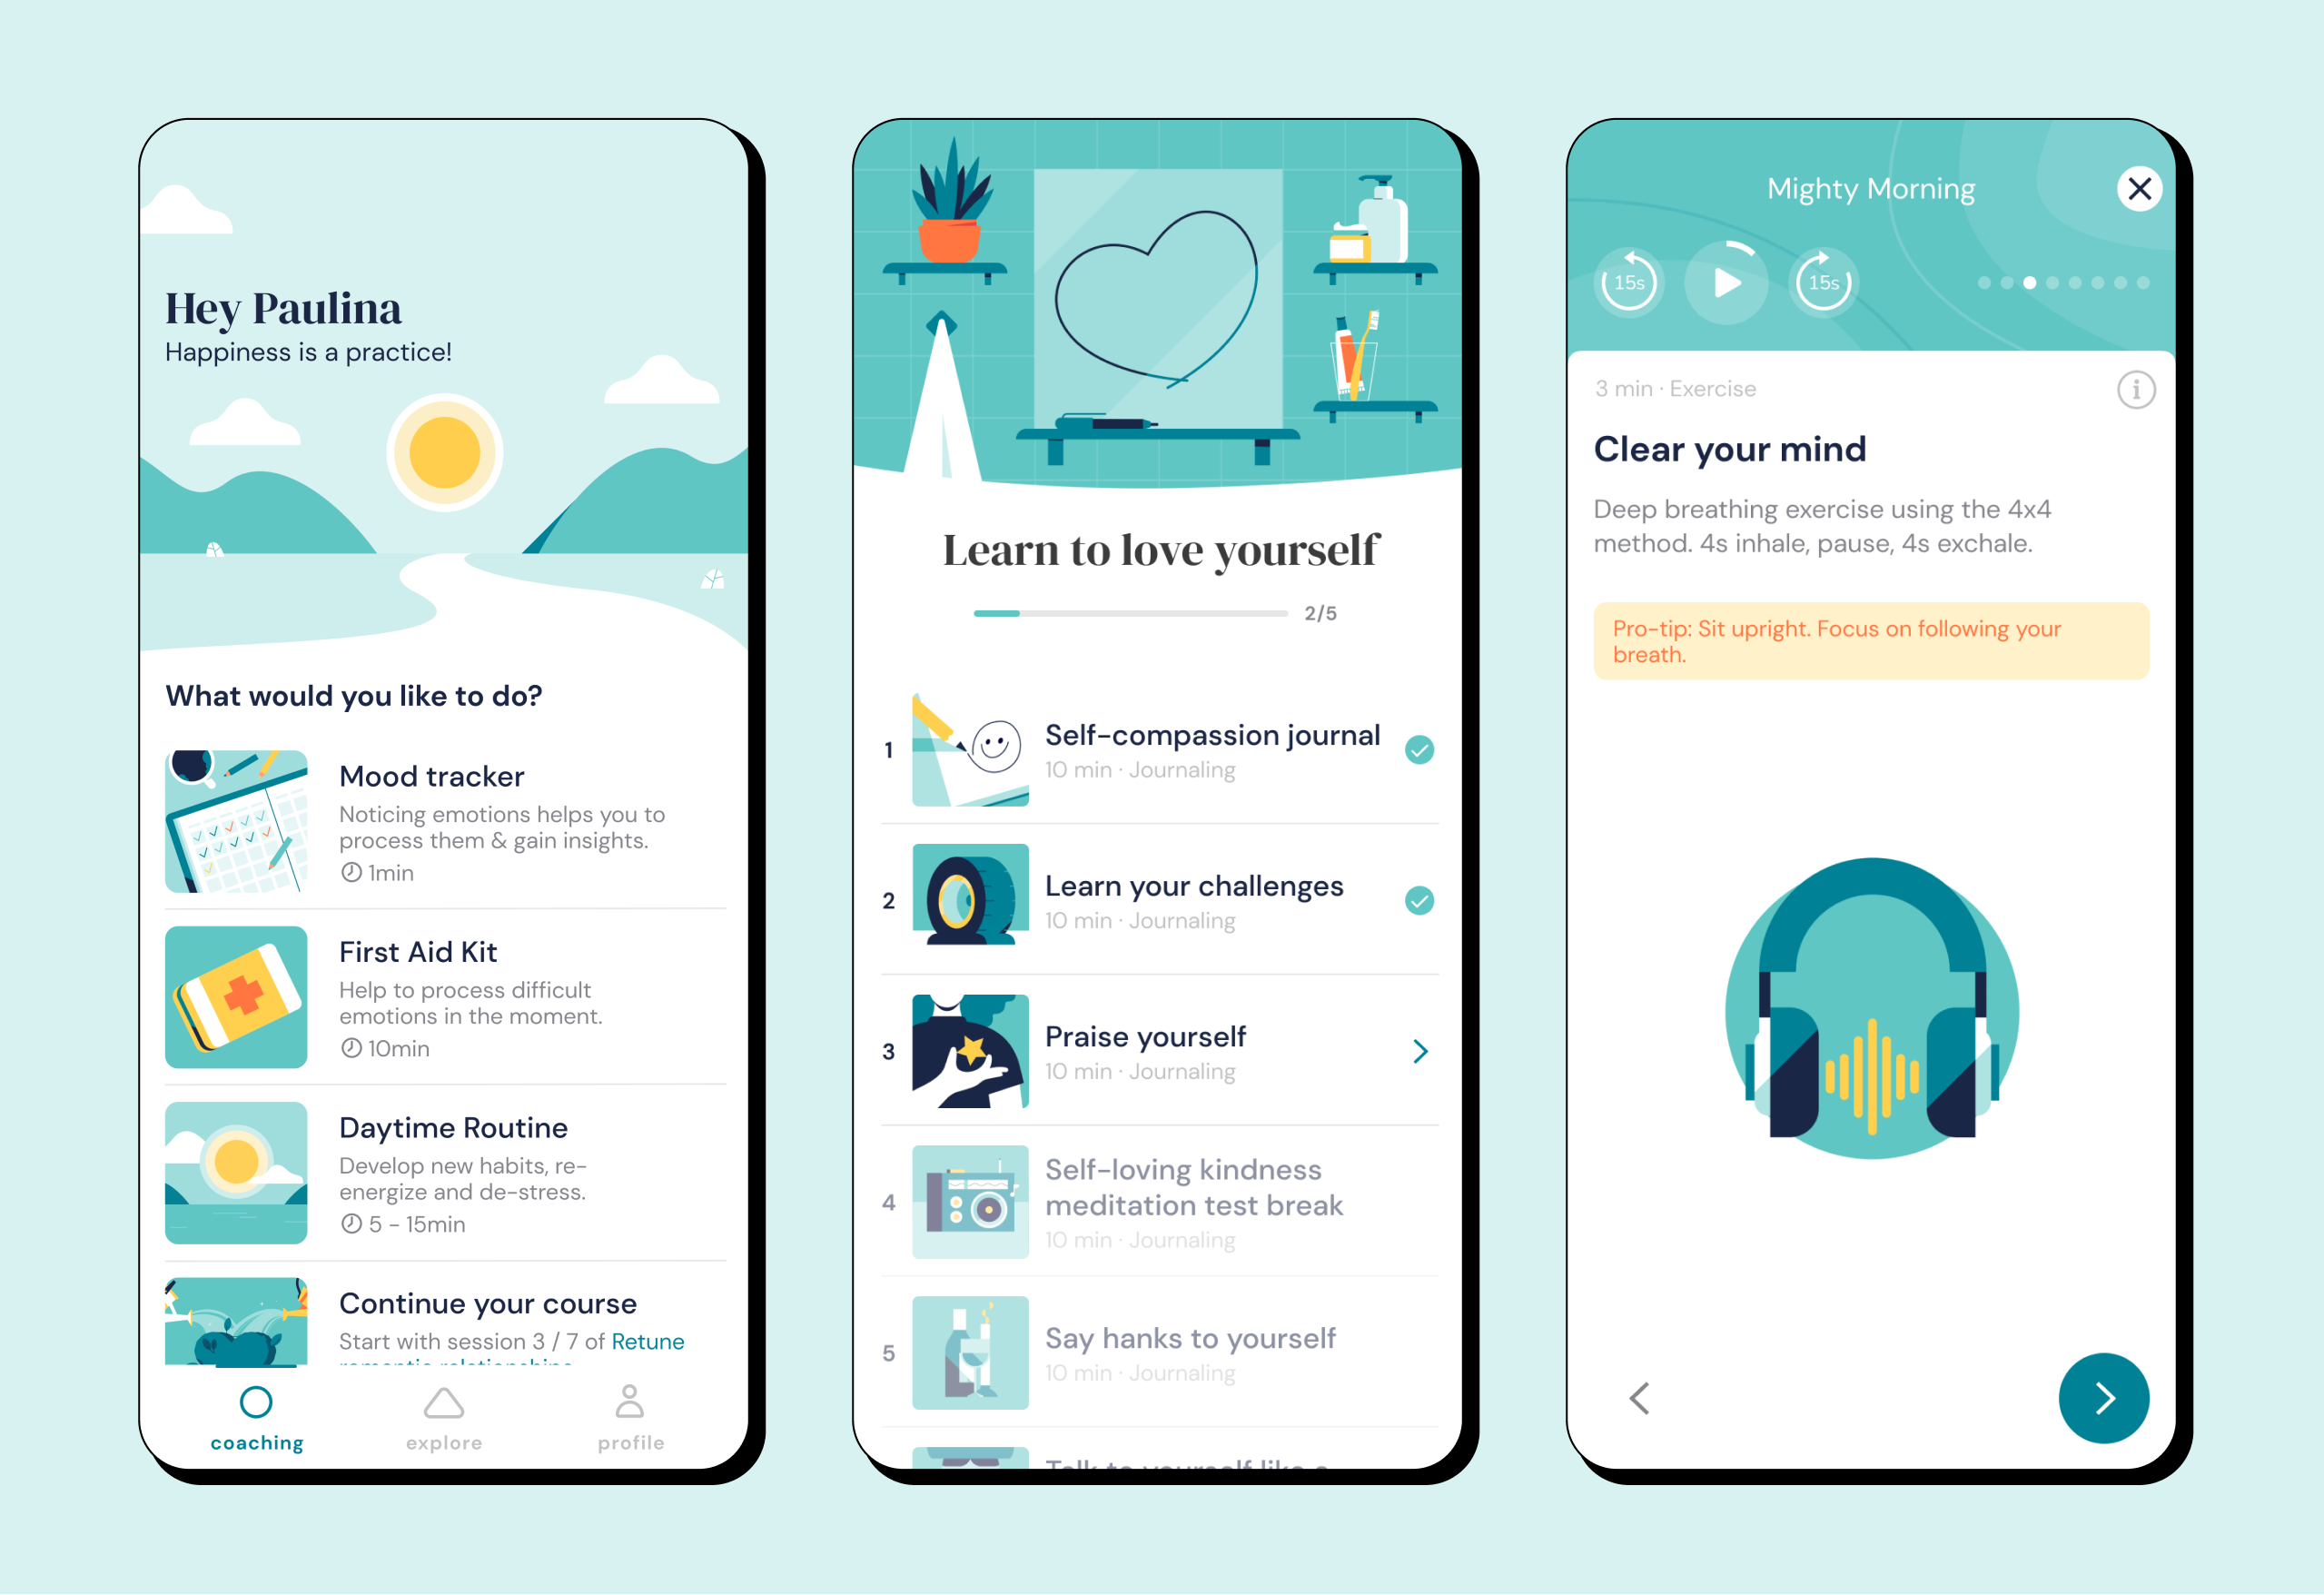 Hey Paulina
Happiness is a practice!
What would you like to do?
Mood tracker
Noticing emotions helps you to
process them & gain insights.
1min
First Aid Kit
Help to process difficult
emotions in the moment.
10min
Daytime Routine
Develop new habits, re-
energize and de-stress.
5 - 15min
Continue your course
Start with session 3 / 7 of Retune
romantic relationships
coaching
explore
profile
Learn to love yourself
2/5
1
Self-compassion journal
10 min · Journaling
2
Learn your challenges
10 min · Journaling
3
Praise yourself
10 min · Journaling
4
Self-loving kindness
meditation test break
10 min · Journaling
5
Say hanks to yourself
10 min · Journaling
Talk to yourself like a
Mighty Morning
15s
15s
3 min · Exercise
Clear your mind
Deep breathing exercise using the 4x4
method. 4s inhale, pause, 4s exchale.
Pro-tip: Sit upright. Focus on following your
breath.